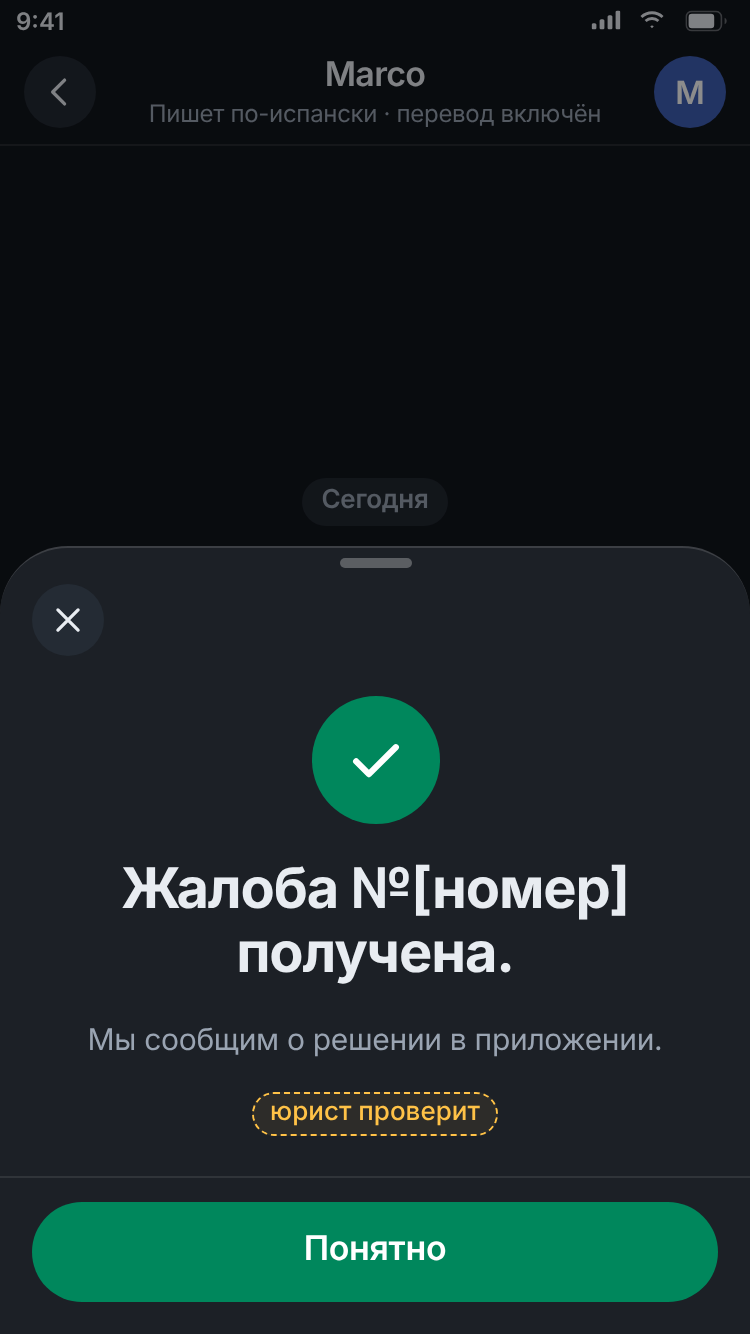 9:41
Marco
Пишет по-испански · перевод включён
M
Сегодня
Жалоба №[номер]
получена.
Мы сообщим о решении в приложении.
юрист проверит
Понятно